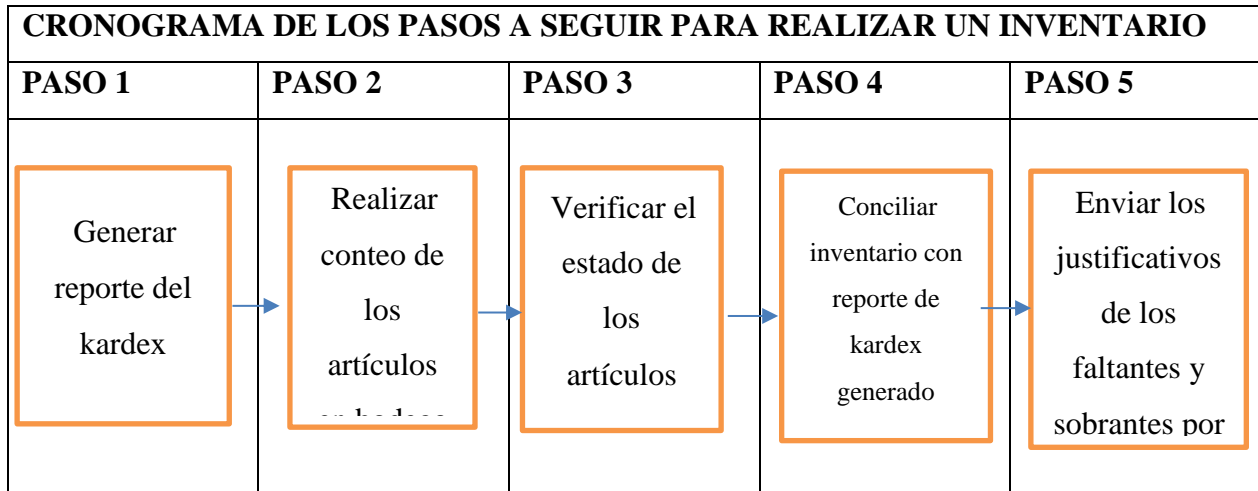 CRONOGRAMA DE LOS PASOS A SEGUIR PARA REALIZAR UN INVENTARIO
PASO 1
PASO 2
PASO 3
PASO 4
PASO 5
Generar
reporte del
kardex
Realizar
conteo de
los
artículos
Verificar el
estado de
los
artículos
Conciliar
inventario con
reporte de
kardex
generado
Enviar los
justificativos
de los
faltantes y
sobrantes por